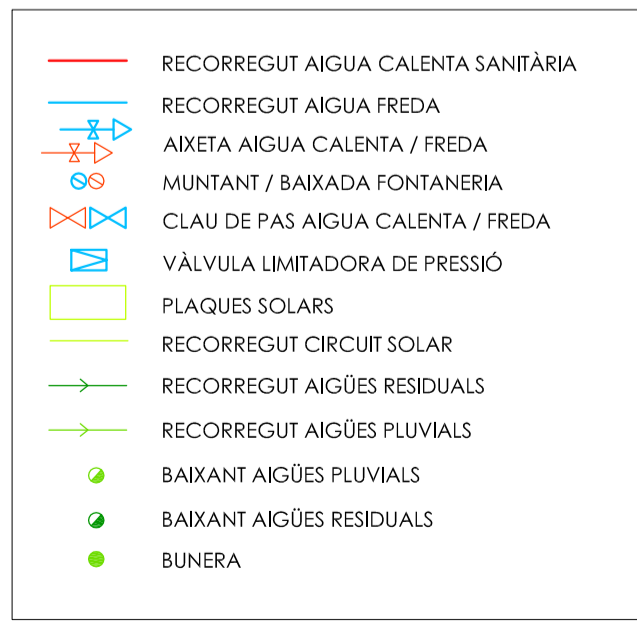 RECORREGUT AIGUA CALENTA SANITÀRIA
RECORREGUT AIGUA FREDA
AIXETA AIGUA CALENTA / FREDA
MUNTANT / BAIXADA FONTANERIA
CLAU DE PAS AIGUA CALENTA / FREDA
VÀLVULA LIMITADORA DE PRESSIÓ
PLAQUES SOLARS
RECORREGUT CIRCUIT SOLAR
RECORREGUT AIGÜES RESIDUALS
RECORREGUT AIGÜES PLUVIALS
BAIXANT AIGÜES PLUVIALS
BAIXANT AIGÜES RESIDUALS
BUNERA